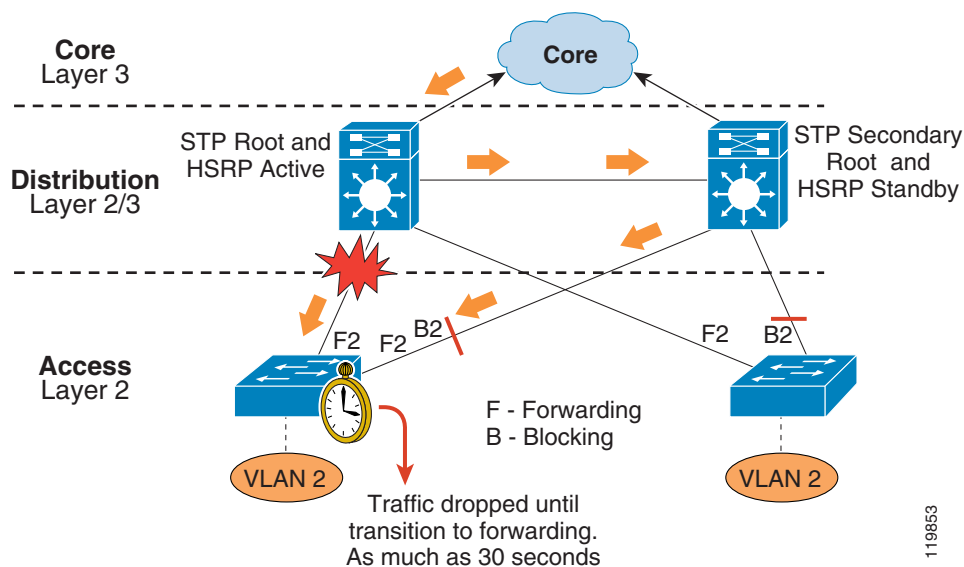 Core
Layer 3
Core
STP Root and
HSRP Active
STP Secondary
Root and
HSRP Standby
Distribution
Layer 2/3
F2
F2
B2
F2
B2
Access
Layer 2
F - Forwarding
B - Blocking
VLAN 2
VLAN 2
Traffic dropped until
transition to forwarding.
As much as 30 seconds
119853